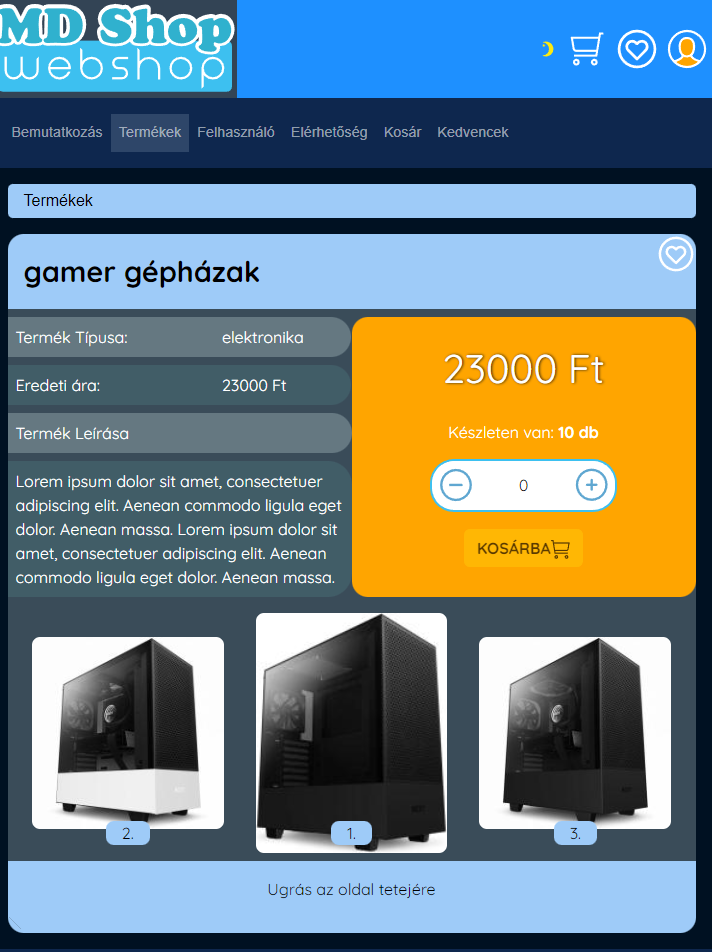 MD Shop
webshop
Bemutatkozás Termékek Felhasználó Elérhetőség Kosár Kedvencek
Termékek
gamer gépházak
Termék Típusa: elektronika
Eredeti ára: 23000 Ft
Termék Leírása
Lorem ipsum dolor sit amet, consectetuer
adipiscing elit. Aenean commodo ligula eget
dolor. Aenean massa. Lorem ipsum dolor sit
amet, consectetuer adipiscing elit. Aenean
commodo ligula eget dolor. Aenean massa.
23000 Ft
Készleten van: 10 db
0
KOSÁRBA
2.
1.
3.
Ugrás az oldal tetejére